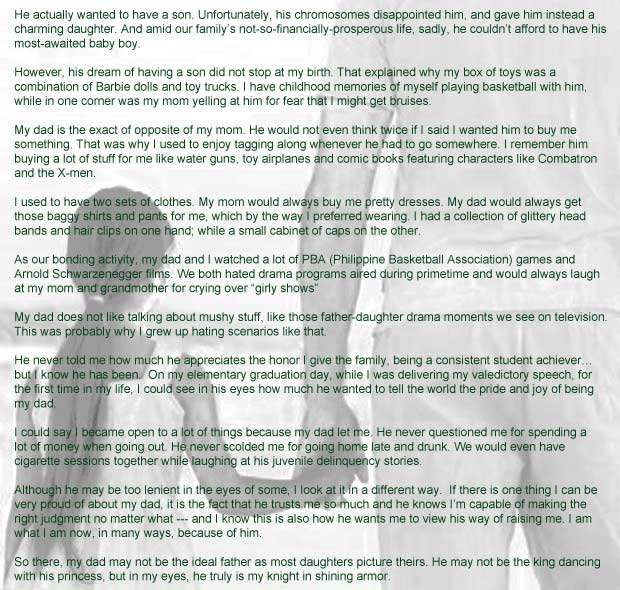 He actually wanted to have a son. Unfortunately, his chromosomes disappointed him, and gave him instead a
charming daughter. And amid our family's not-so-financially-prosperous life, sadly, he couldn't afford to have his
most-awaited baby boy.

However, his dream of having a son did not stop at my birth. That explained why my box of toys was a
combination of Barbie dolls and toy trucks. I have childhood memories of myself playing basketball with him,
while in one corner was my mom yelling at him for fear that I might get bruises.

My dad is the exact of opposite of my mom. He would not even think twice if I said I wanted him to buy me
something. That was why I used to enjoy tagging along whenever he had to go somewhere. I remember him
buying a lot of stuff for me like water guns, toy airplanes and comic books featuring characters like Combatron
and the X-men.

I used to have two sets of clothes. My mom would always buy me pretty dresses. My dad would always get
those baggy shirts and pants for me, which by the way I preferred wearing. I had a collection of glittery head
bands and hair clips on one hand; while a small cabinet of caps on the other.

As our bonding activity, my dad and I watched a lot of PBA (Philippine Basketball Association) games and
Arnold Schwarzenegger films. We both hated drama programs aired during primetime and would always laugh
at my mom and grandmother for crying over “girly shows”

My dad does not like talking about mushy stuff, like those father-daughter drama moments we see on television.
This was probably why I grew up hating scenarios like that.

He never told me how much he appreciates the honor I give the family, being a consistent student achiever…
but I know he has been.  On my elementary graduation day, while I was delivering my valedictory speech, for
the first time in my life, I could see in his eyes how much he wanted to tell the world the pride and joy of being
my dad.

I could say I became open to a lot of things because my dad let me. He never questioned me for spending a
lot of money when going out. He never scolded me for going home late and drunk. We would even have
cigarette sessions together while laughing at his juvenile delinquency stories.

Although he may be too lenient in the eyes of some, I look at it in a different way.  If there is one thing I can be
very proud of about my dad, it is the fact that he trusts me so much and he knows I'm capable of making the
right judgment no matter what --- and I know this is also how he wants me to view his way of raising me. I am
what I am now, in many ways, because of him.

So there, my dad may not be the ideal father as most daughters picture theirs. He may not be the king dancing
with his princess, but in my eyes, he truly is my knight in shining armor.